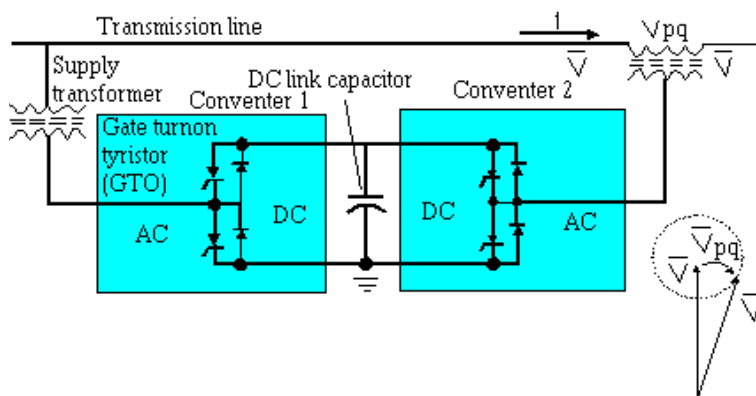 Transmission line
1
Vpq
V
V
Supply
transformer
DC link capacitor
Conventer 1
Conventer 2
Gate turnon
tyristor
(GTO)
AC
DC
DC
AC
Vpq
V
V